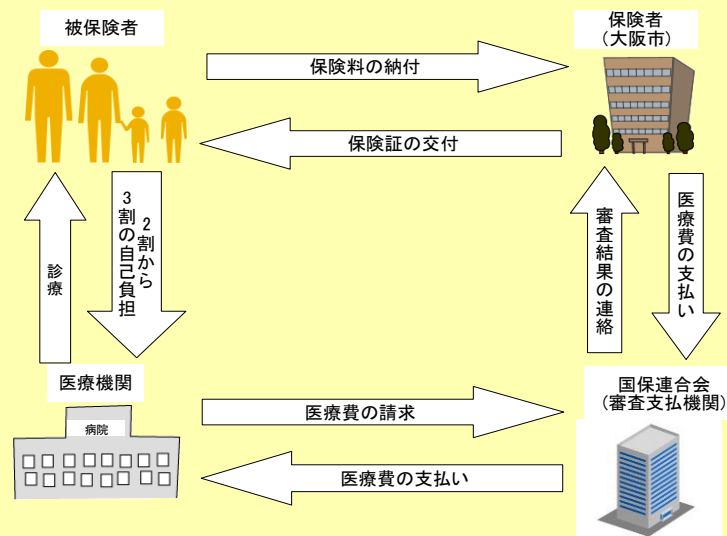 被保険者
保険者
（大阪市）
保険料の納付
保険証の交付
診療
2割から
3割の自己負担
審査結果の連絡
医療費の支払い
医療機関
病院
医療費の請求
医療費の支払い
国保連合会
（審査支払機関）